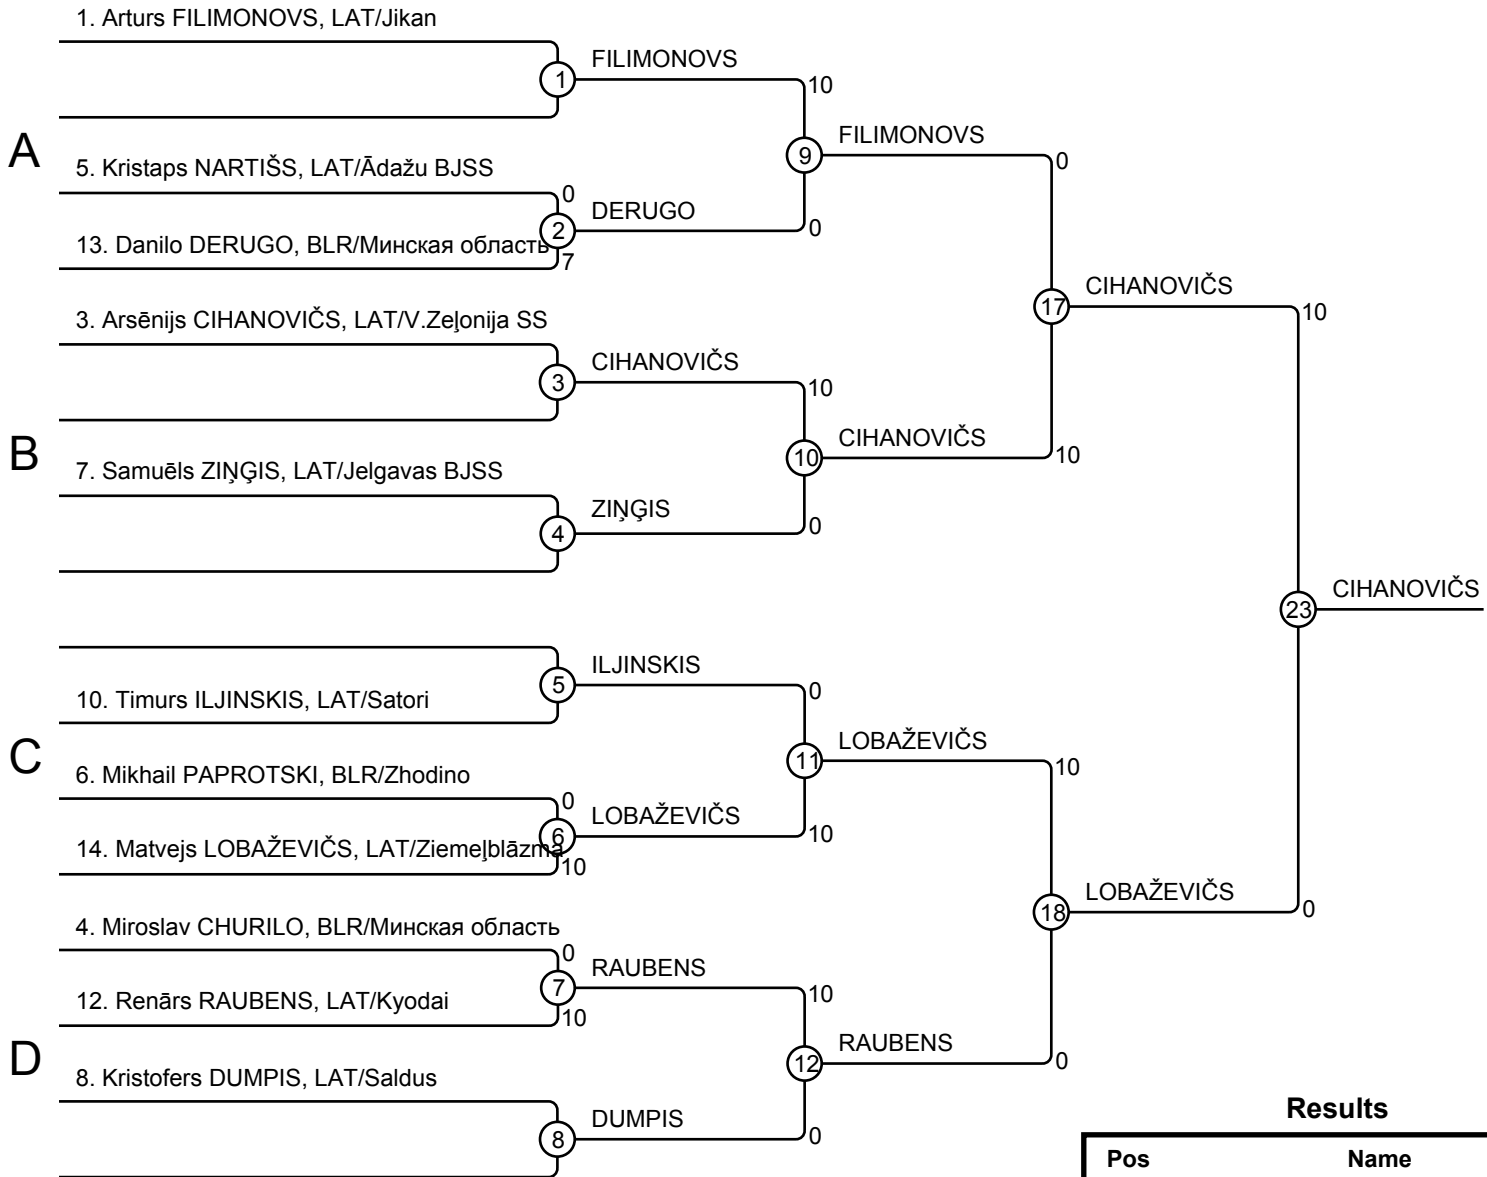 1. Arturs FILIMONOVS, LAT/Jikan
FILIMONOVS
1
10
A
FILIMONOVS
9
0
5. Kristaps NARTIŠS, LAT/Ādažu BJSS
0
DERUGO
2
0
13. Danilo DERUGO, BLR/Минская область
7
CIHANOVIČS
17
10
3. Arsēnijs CIHANOVIČS, LAT/V.Zeļonija SS
CIHANOVIČS
3
10
B
CIHANOVIČS
10
10
7. Samuēls ZIŅĢIS, LAT/Jelgavas BJSS
ZIŅĢIS
4
0
CIHANOVIČS
23
ILJINSKIS
5
0
10. Timurs ILJINSKIS, LAT/Satori
C
LOBAŽEVIČS
11
10
6. Mikhail PAPROTSKI, BLR/Zhodino
0
LOBAŽEVIČS
6
10
14. Matvejs LOBAŽEVIČS, LAT/Ziemeļblāzma
10
LOBAŽEVIČS
18
0
4. Miroslav CHURILO, BLR/Минская область
0
RAUBENS
7
10
12. Renārs RAUBENS, LAT/Kyodai
10
D
RAUBENS
12
0
8. Kristofers DUMPIS, LAT/Saldus
DUMPIS
8
0
Results
Pos Name